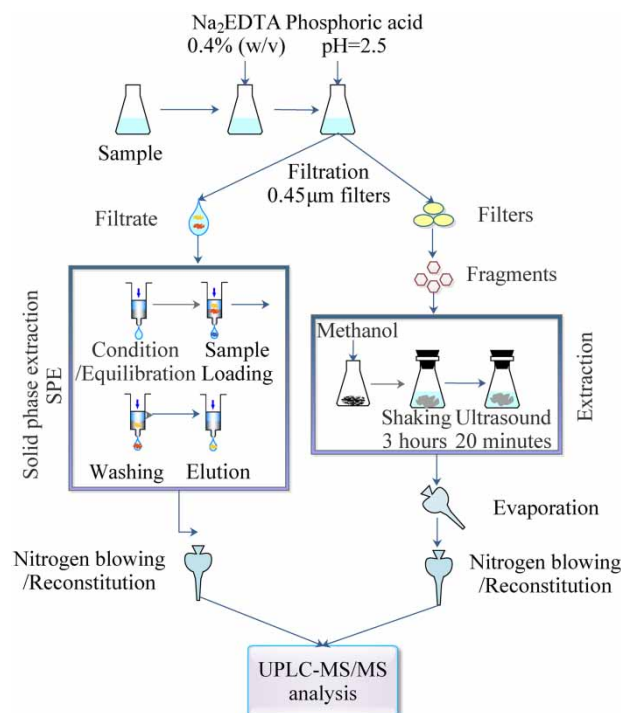 Na₂EDTA Phosphoric acid
0.4% (w/v) pH=2.5
Sample
Filtration
0.45μm filters
Filtrate
Filters
Fragments
Solid phase extraction
SPE
Condition
/Equilibration
Sample
Loading
Washing
Elution
Methanol
Shaking
3 hours
Ultrasound
20 minutes
Extraction
Evaporation
Nitrogen blowing
/Reconstitution
Nitrogen blowing
/Reconstitution
UPLC-MS/MS
analysis